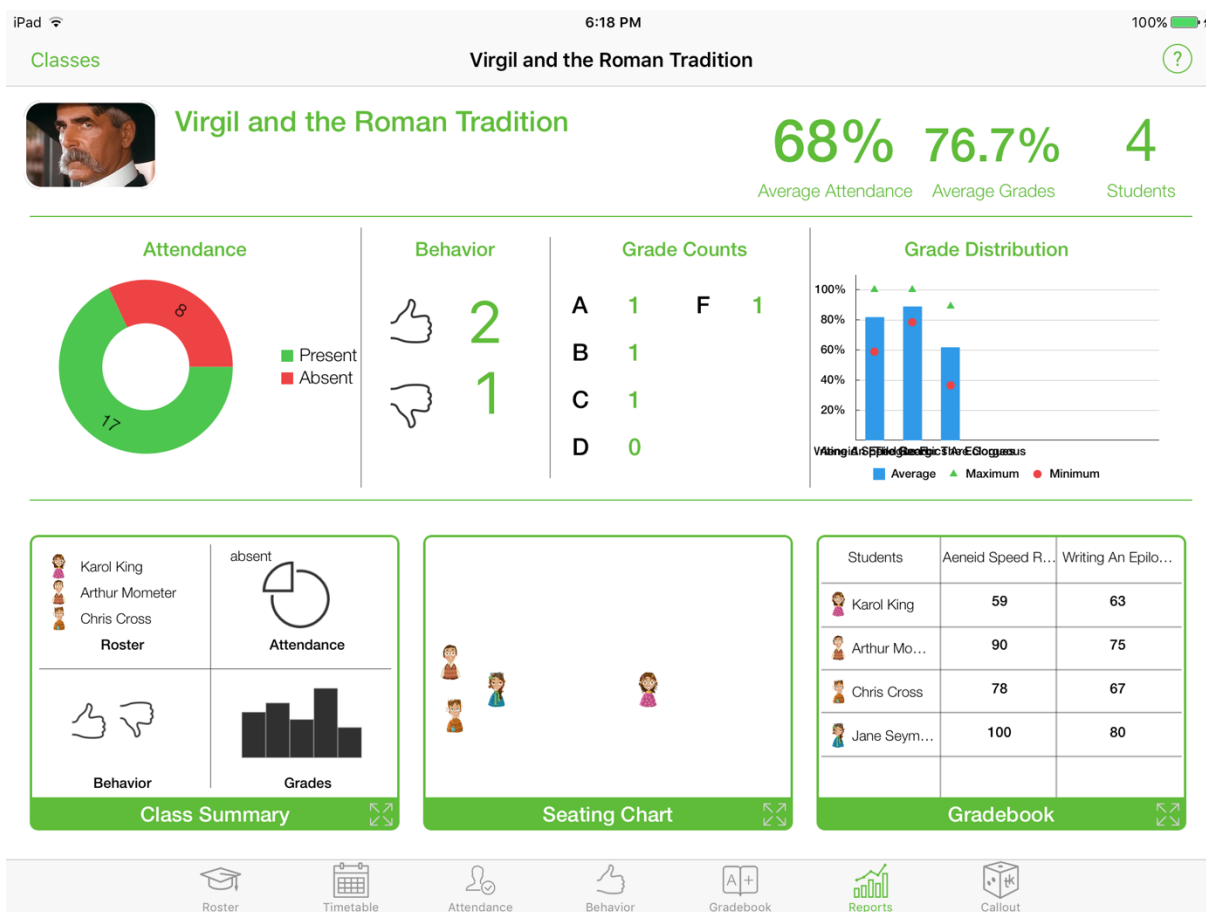 iPad 6:18 PM 100%
Classes Virgil and the Roman Tradition ?
Virgil and the Roman Tradition
68% 76.7% 4
Average Attendance Average Grades Students
Attendance
8
17
Present
Absent
Behavior
2
1
Grade Counts
A 1 F 1
B 1
C 1
D 0
Grade Distribution
100%
80%
60%
40%
20%
Average Maximum Minimum
Karol King
Arthur Mometer
Chris Cross
Roster
absent
Attendance
Behavior
Grades
Class Summary
Seating Chart
Students Aeneid Speed R... Writing An Epilo...
Karol King 59 63
Arthur Mo... 90 75
Chris Cross 78 67
Jane Seym... 100 80
Gradebook
Roster Timetable Attendance Behavior A+ Gradebook Reports tk Callout